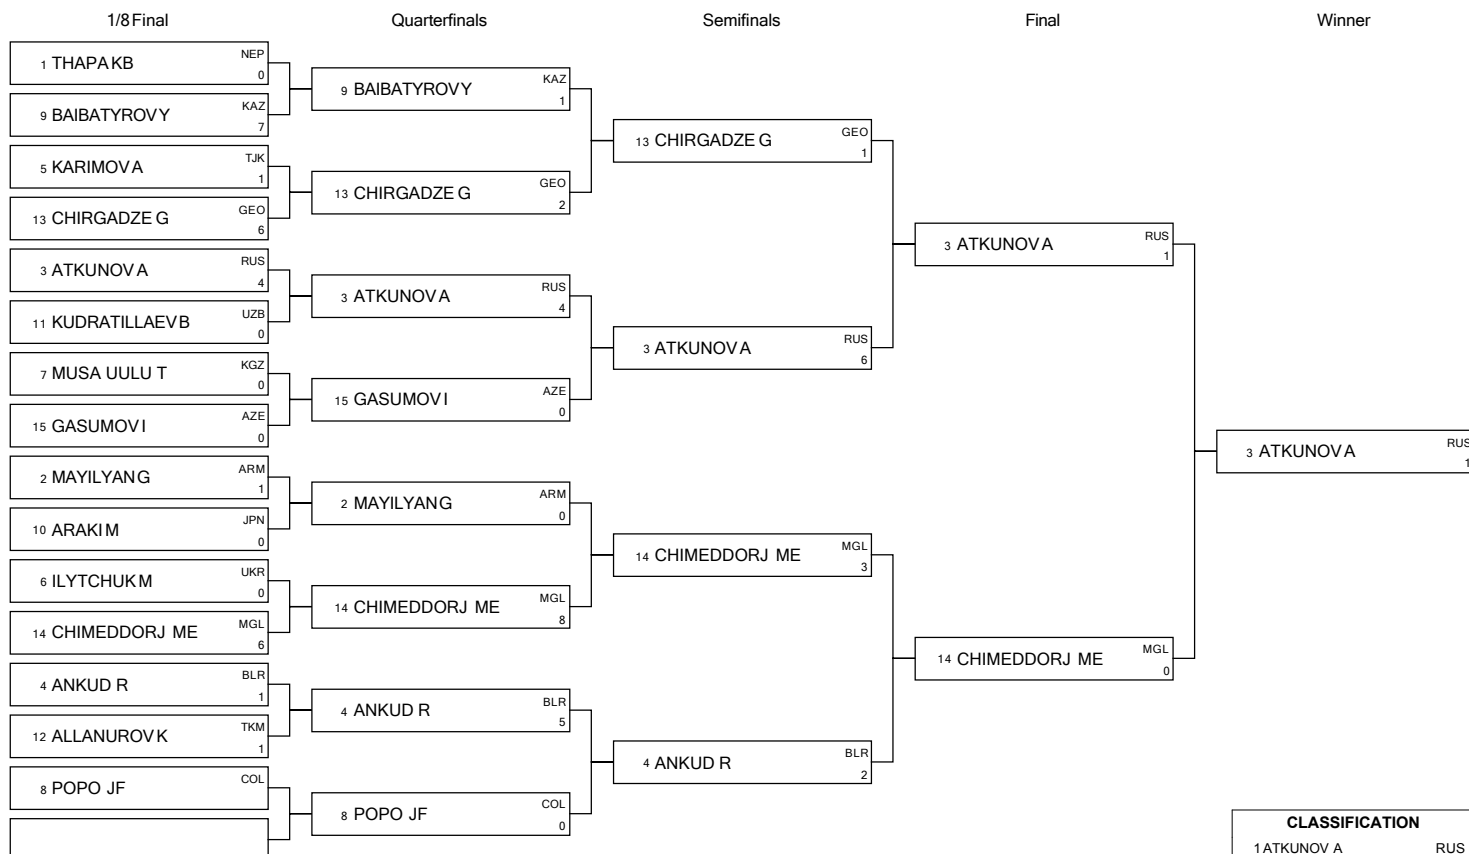 1/8 Final
Quarterfinals
Semifinals
Final
Winner
1 THAPA KB NEP 0
9 BAIBATYROV Y KAZ 7
5 KARIMOV A TJK 1
13 CHIRGADZE G GEO 6
3 ATKUNOV A RUS 4
11 KUDRATILLAEV B UZB 0
7 MUSA UULU T KGZ 0
15 GASUMOV I AZE 0
2 MAYILYAN G ARM 1
10 ARAKI M JPN 0
6 ILYTCHUK M UKR 0
14 CHIMEDDORJ ME MGL 6
4 ANKUD R BLR 1
12 ALLANUROV K TKM 1
8 POPO JF COL
9 BAIBATYROV Y KAZ 1
13 CHIRGADZE G GEO 2
3 ATKUNOV A RUS 4
15 GASUMOV I AZE 0
2 MAYILYAN G ARM 0
14 CHIMEDDORJ ME MGL 8
4 ANKUD R BLR 5
8 POPO JF COL 0
13 CHIRGADZE G GEO 1
3 ATKUNOV A RUS 6
14 CHIMEDDORJ ME MGL 3
4 ANKUD R BLR 2
3 ATKUNOV A RUS 1
14 CHIMEDDORJ ME MGL 0
3 ATKUNOV A RUS 1
CLASSIFICATION
1 ATKUNOV A RUS